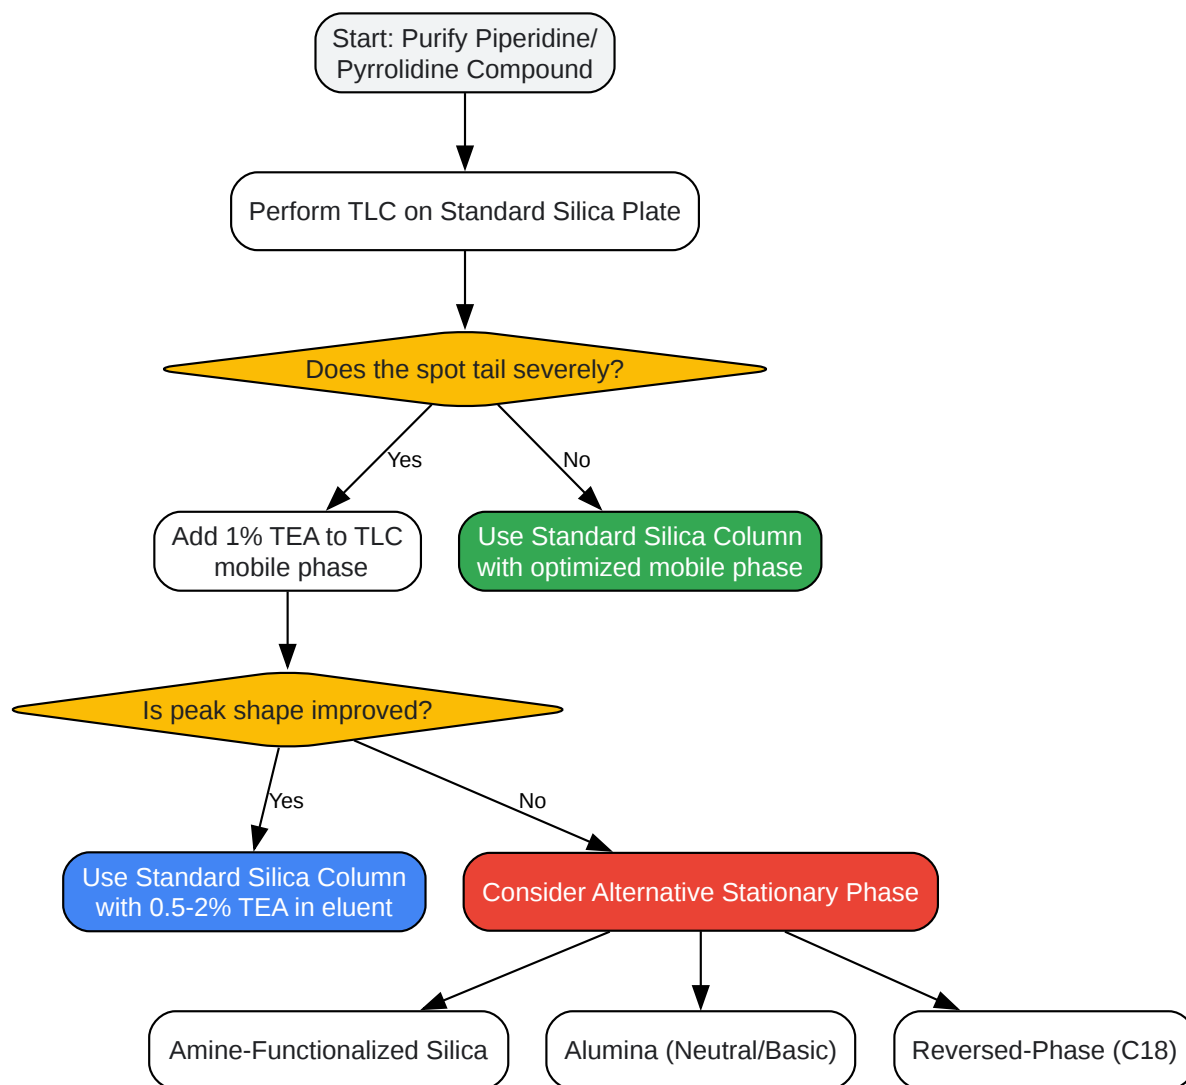 Start: Purify Piperidine/
Pyrrolidine Compound
Perform TLC on Standard Silica Plate
Does the spot tail severely?
Yes
No
Add 1% TEA to TLC
mobile phase
Use Standard Silica Column
with optimized mobile phase
Is peak shape improved?
Yes
No
Use Standard Silica Column
with 0.5-2% TEA in eluent
Consider Alternative Stationary Phase
Amine-Functionalized Silica
Alumina (Neutral/Basic)
Reversed-Phase (C18)